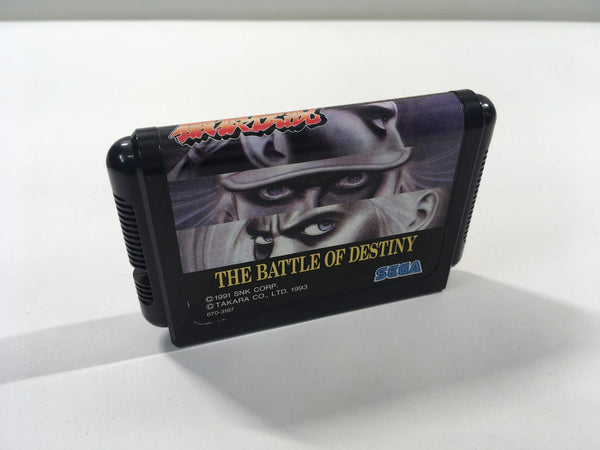 THE BATTLE OF DESTINY
©1991 SNK CORP.
©TAKARA CO., LTD. 1993
670-3187
SEGA